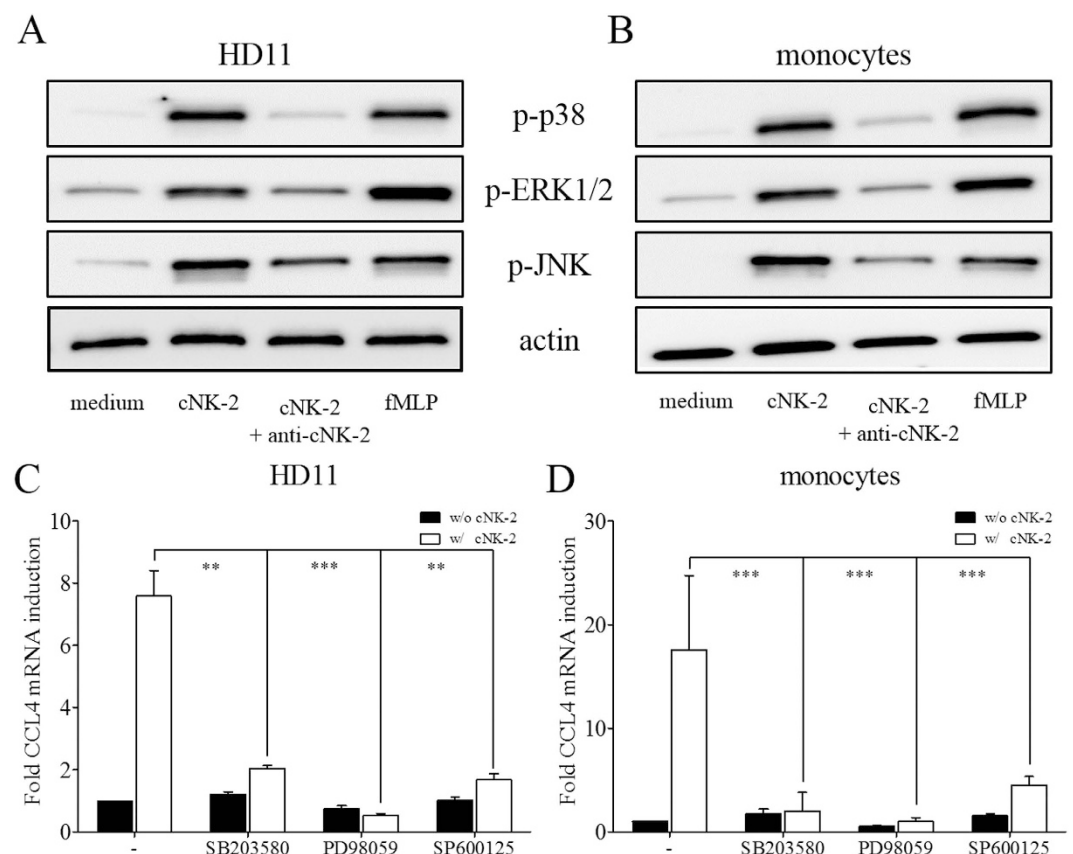 A
HD11
B
monocytes
p-p38
p-ERK1/2
p-JNK
actin
medium
cNK-2
cNK-2
+ anti-cNK-2
fMLP
medium
cNK-2
cNK-2
+ anti-cNK-2
fMLP
C
HD11
Fold CCL4 mRNA induction
10
8
6
4
2
0
w/o cNK-2
w/ cNK-2
**
***
**
-
SB203580
PD98059
SP600125
D
monocytes
Fold CCL4 mRNA induction
30
20
10
0
w/o cNK-2
w/ cNK-2
***
***
***
-
SB203580
PD98059
SP600125